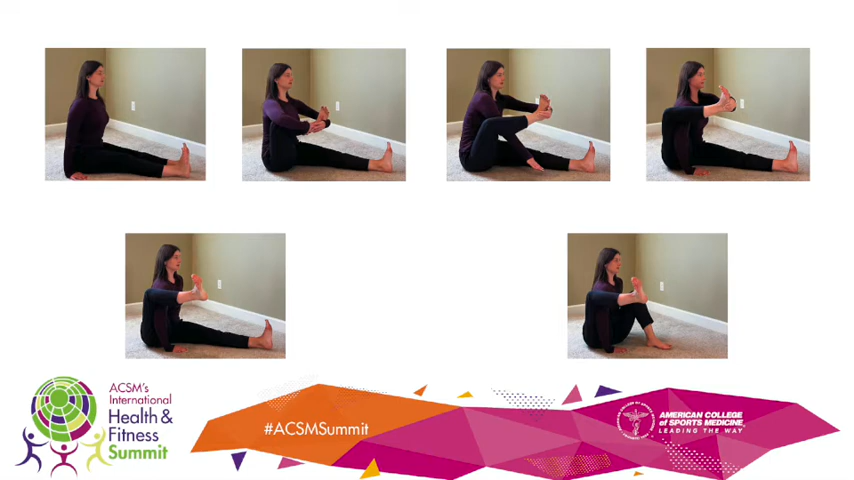 ACSM's
International
Health &
Fitness
Summit
#ACSMSummit
AMERICAN COLLEGE
of SPORTS MEDICINE
LEADING THE WAY